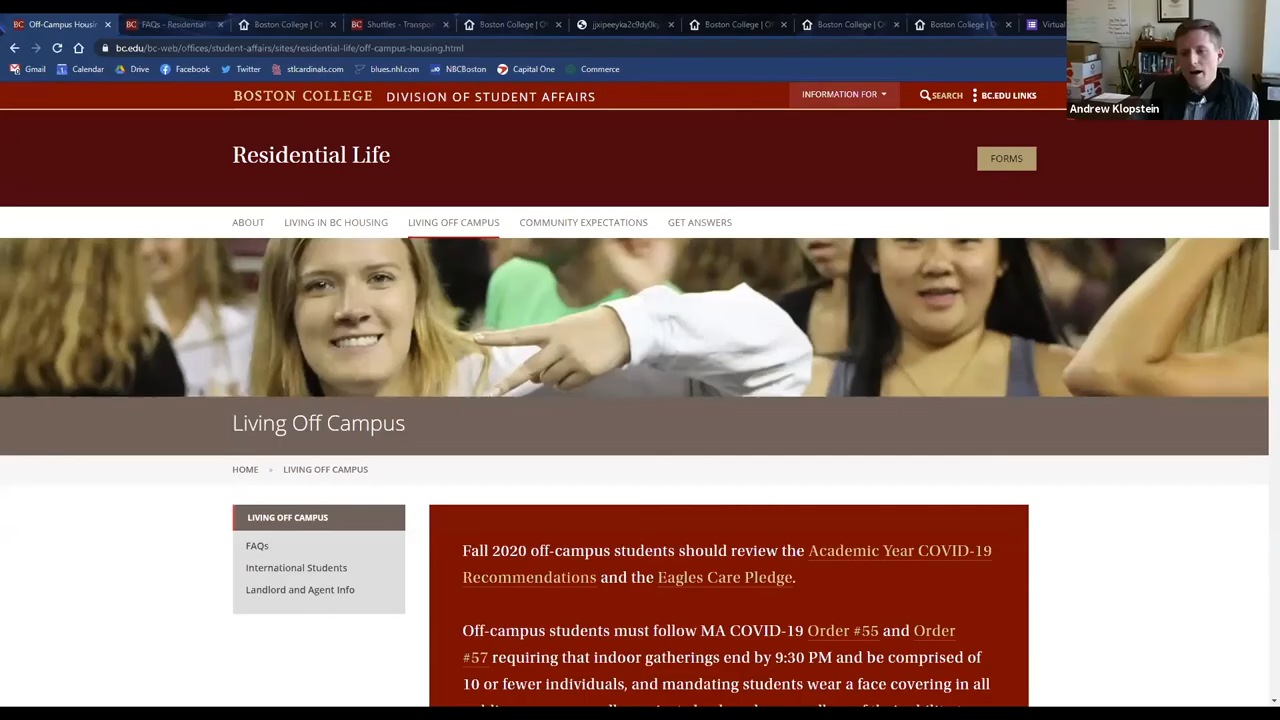 Off-Campus Housi
FAQs - Residential
Boston College | O
Boston College | O
Shuttles - Transpo
Boston College | O
jjxipeeyka2c9dy0k
Boston College | O
Boston College | O
Boston College | O
Virtual
bc.edu/bc-web/offices/student-affairs/sites/residential-life/off-campus-housing.html
Gmail Calendar Drive Facebook Twitter stlcardinals.com blues.nhl.com NBCBoston Capital One Commerce
Andrew Klopstein
BOSTON COLLEGE DIVISION OF STUDENT AFFAIRS INFORMATION FOR SEARCH BC.EDU LINKS
Residential Life
FORMS
ABOUT LIVING IN BC HOUSING LIVING OFF CAMPUS COMMUNITY EXPECTATIONS GET ANSWERS
Living Off Campus
HOME » LIVING OFF CAMPUS
LIVING OFF CAMPUS
FAQs
International Students
Landlord and Agent Info
Fall 2020 off-campus students should review the Academic Year COVID-19
Recommendations and the Eagles Care Pledge.
Off-campus students must follow MA COVID-19 Order #55 and Order
#57 requiring that indoor gatherings end by 9:30 PM and be comprised of
10 or fewer individuals, and mandating students wear a face covering in all